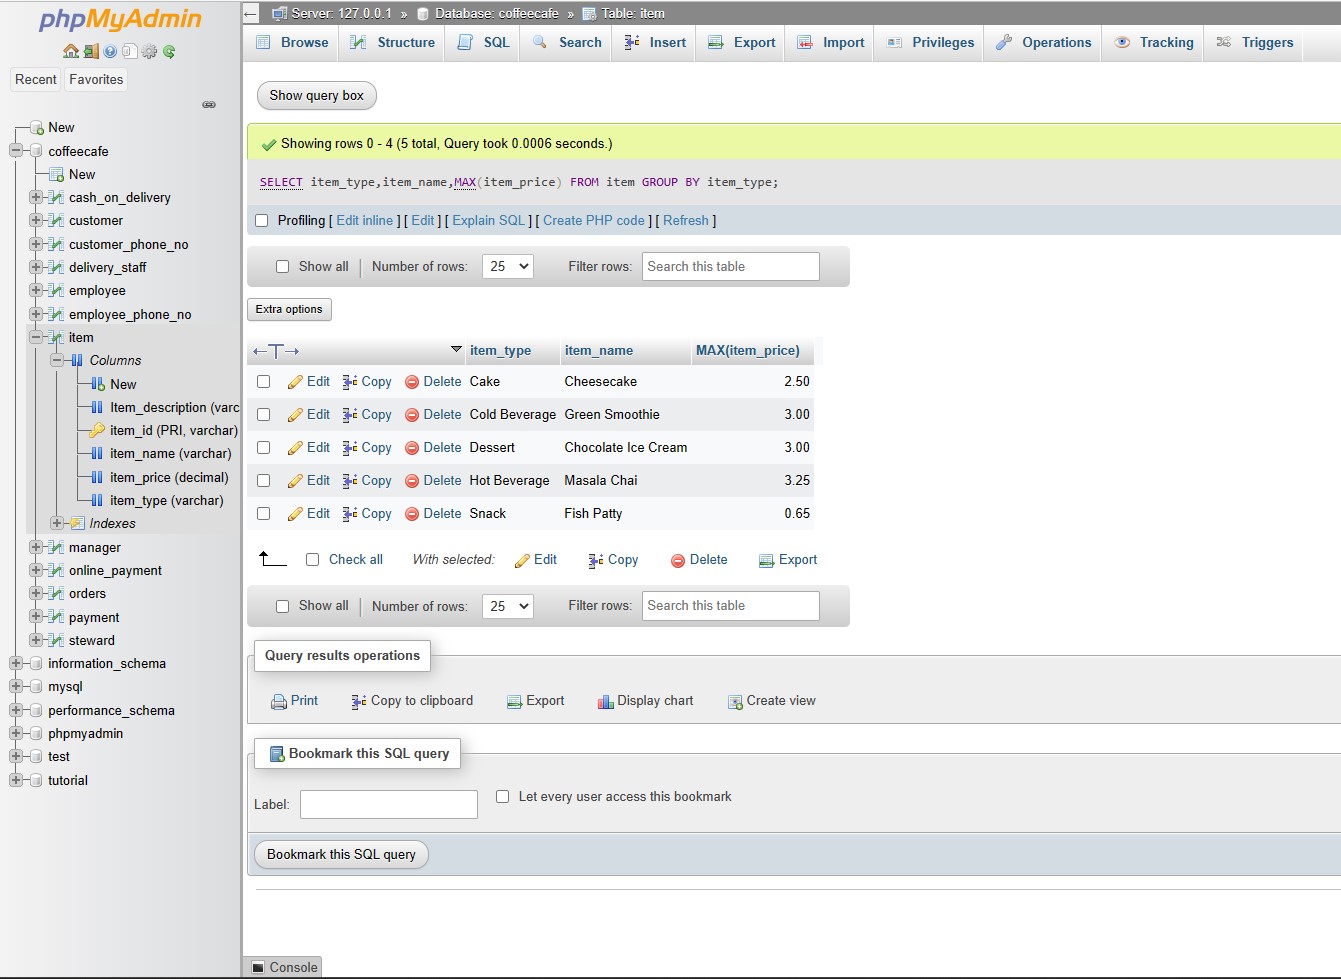 phpMyAdmin
Recent Favorites
New
coffeecafe
New
cash_on_delivery
customer
customer_phone_no
delivery_staff
employee
employee_phone_no
item
Columns
New
Item_description (varc
item_id (PRI, varchar)
item_name (varchar)
item_price (decimal)
item_type (varchar)
Indexes
manager
online_payment
orders
payment
steward
information_schema
mysql
performance_schema
phpmyadmin
test
tutorial
Server: 127.0.0.1 » Database: coffeecafe » Table: item
Browse Structure SQL Search Insert Export Import Privileges Operations Tracking Triggers
Show query box
Showing rows 0 - 4 (5 total, Query took 0.0006 seconds.)
SELECT item_type,item_name,MAX(item_price) FROM item GROUP BY item_type;
Profiling [ Edit inline ] [ Edit ] [ Explain SQL ] [ Create PHP code ] [ Refresh ]
Show all Number of rows: 25 Filter rows: Search this table
Extra options
←T→ item_type item_name MAX(item_price)
Edit Copy Delete Cake Cheesecake 2.50
Edit Copy Delete Cold Beverage Green Smoothie 3.00
Edit Copy Delete Dessert Chocolate Ice Cream 3.00
Edit Copy Delete Hot Beverage Masala Chai 3.25
Edit Copy Delete Snack Fish Patty 0.65
Check all With selected: Edit Copy Delete Export
Show all Number of rows: 25 Filter rows: Search this table
Query results operations
Print Copy to clipboard Export Display chart Create view
Bookmark this SQL query
Label: Let every user access this bookmark
Bookmark this SQL query
Console